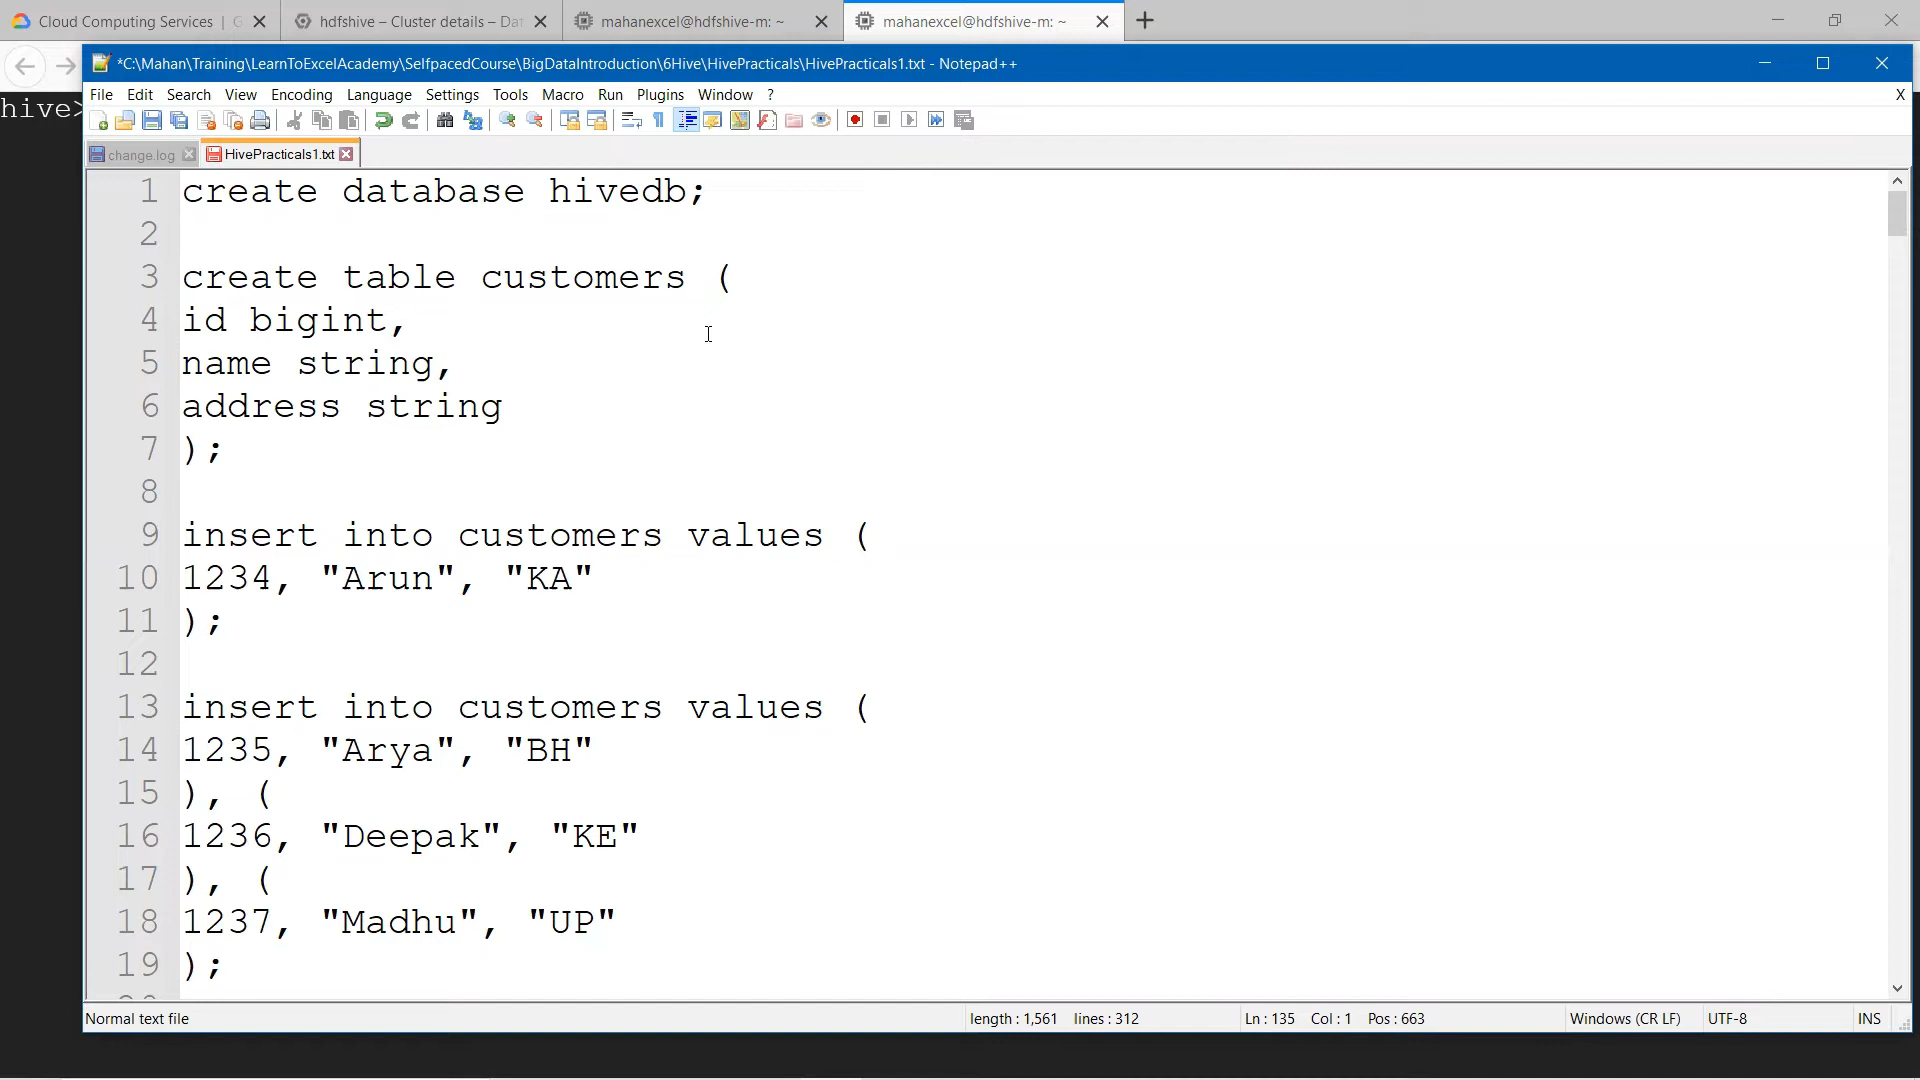 Cloud Computing Services | G
hdfshive – Cluster details – Dat
mahanexcel@hdfshive-m: ~
mahanexcel@hdfshive-m: ~
*C:\Mahan\Training\LearnToExcelAcademy\SelfpacedCourse\BigDataIntroduction\6Hive\HivePracticals\HivePracticals1.txt - Notepad++
File Edit Search View Encoding Language Settings Tools Macro Run Plugins Window ? X
hive>
change.log HivePracticals1.txt
1 create database hivedb;
2
3 create table customers (
4 id bigint,
5 name string,
6 address string
7 );
8
9 insert into customers values (
10 1234, "Arun", "KA"
11 );
12
13 insert into customers values (
14 1235, "Arya", "BH"
15 ), (
16 1236, "Deepak", "KE"
17 ), (
18 1237, "Madhu", "UP"
19 );
Normal text file length : 1,561 lines : 312 Ln : 135 Col : 1 Pos : 663 Windows (CR LF) UTF-8 INS